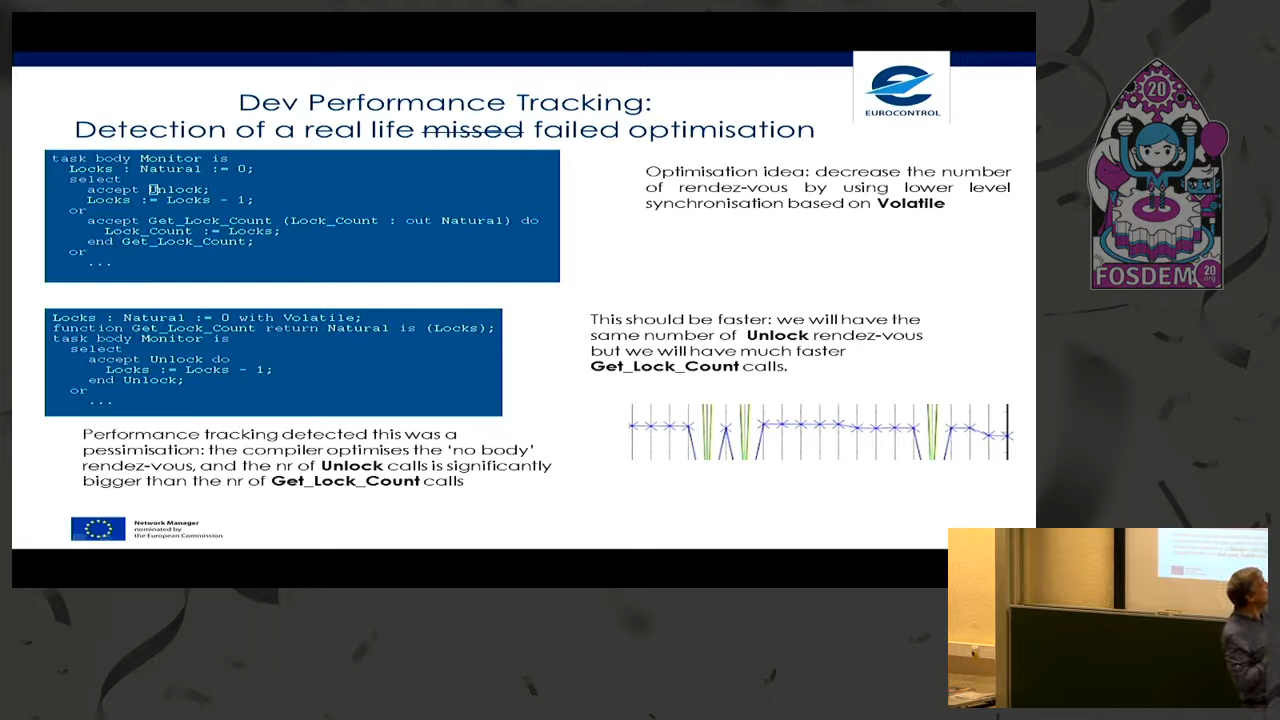 Dev Performance Tracking:
Detection of a real life missed failed optimisation
EUROCONTROL
task body Monitor is
Locks : Natural := 0;
select
accept Unlock;
Locks := Locks - 1;
or
accept Get_Lock_Count (Lock_Count : out Natural) do
Lock_Count := Locks;
end Get_Lock_Count;
or
...
Optimisation idea: decrease the number
of rendez-vous by using lower level
synchronisation based on Volatile
Locks : Natural := 0 with Volatile;
function Get_Lock_Count return Natural is (Locks);
task body Monitor is
select
accept Unlock do
Locks := Locks - 1;
end Unlock;
or
...
This should be faster: we will have the
same number of Unlock rendez-vous
but we will have much faster
Get_Lock_Count calls.
Performance tracking detected this was a
pessimisation: the compiler optimises the 'no body'
rendez-vous, and the nr of Unlock calls is significantly
bigger than the nr of Get_Lock_Count calls
Network Manager
nominated by
the European Commission
20
FOSDEM
20
.org